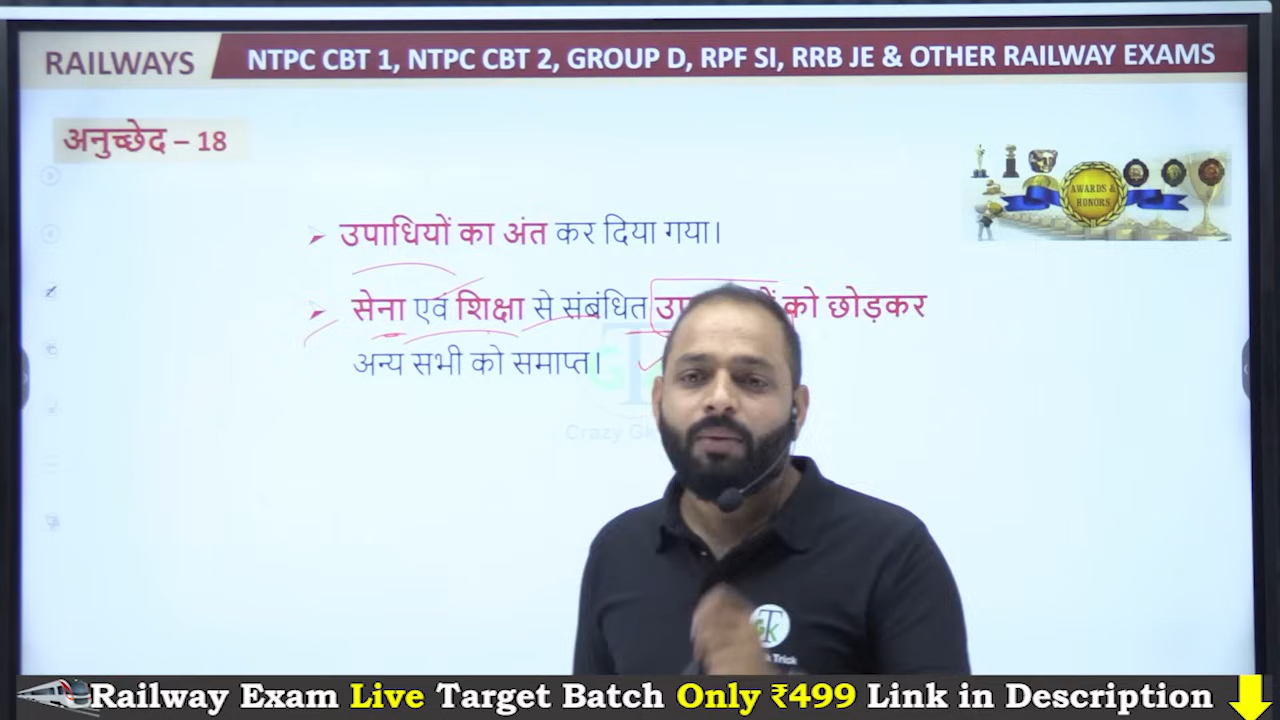 RAILWAYS
NTPC CBT 1, NTPC CBT 2, GROUP D, RPF SI, RRB JE & OTHER RAILWAY EXAMS
अनुच्छेद – 18
AWARDS &
HONORS
उपाधियों का अंत कर दिया गया।
सेना एवं शिक्षा से संबंधित को छोड़कर
अन्य सभी को समाप्त।
Crazy
Railway Exam Live Target Batch Only ₹499 Link in Description